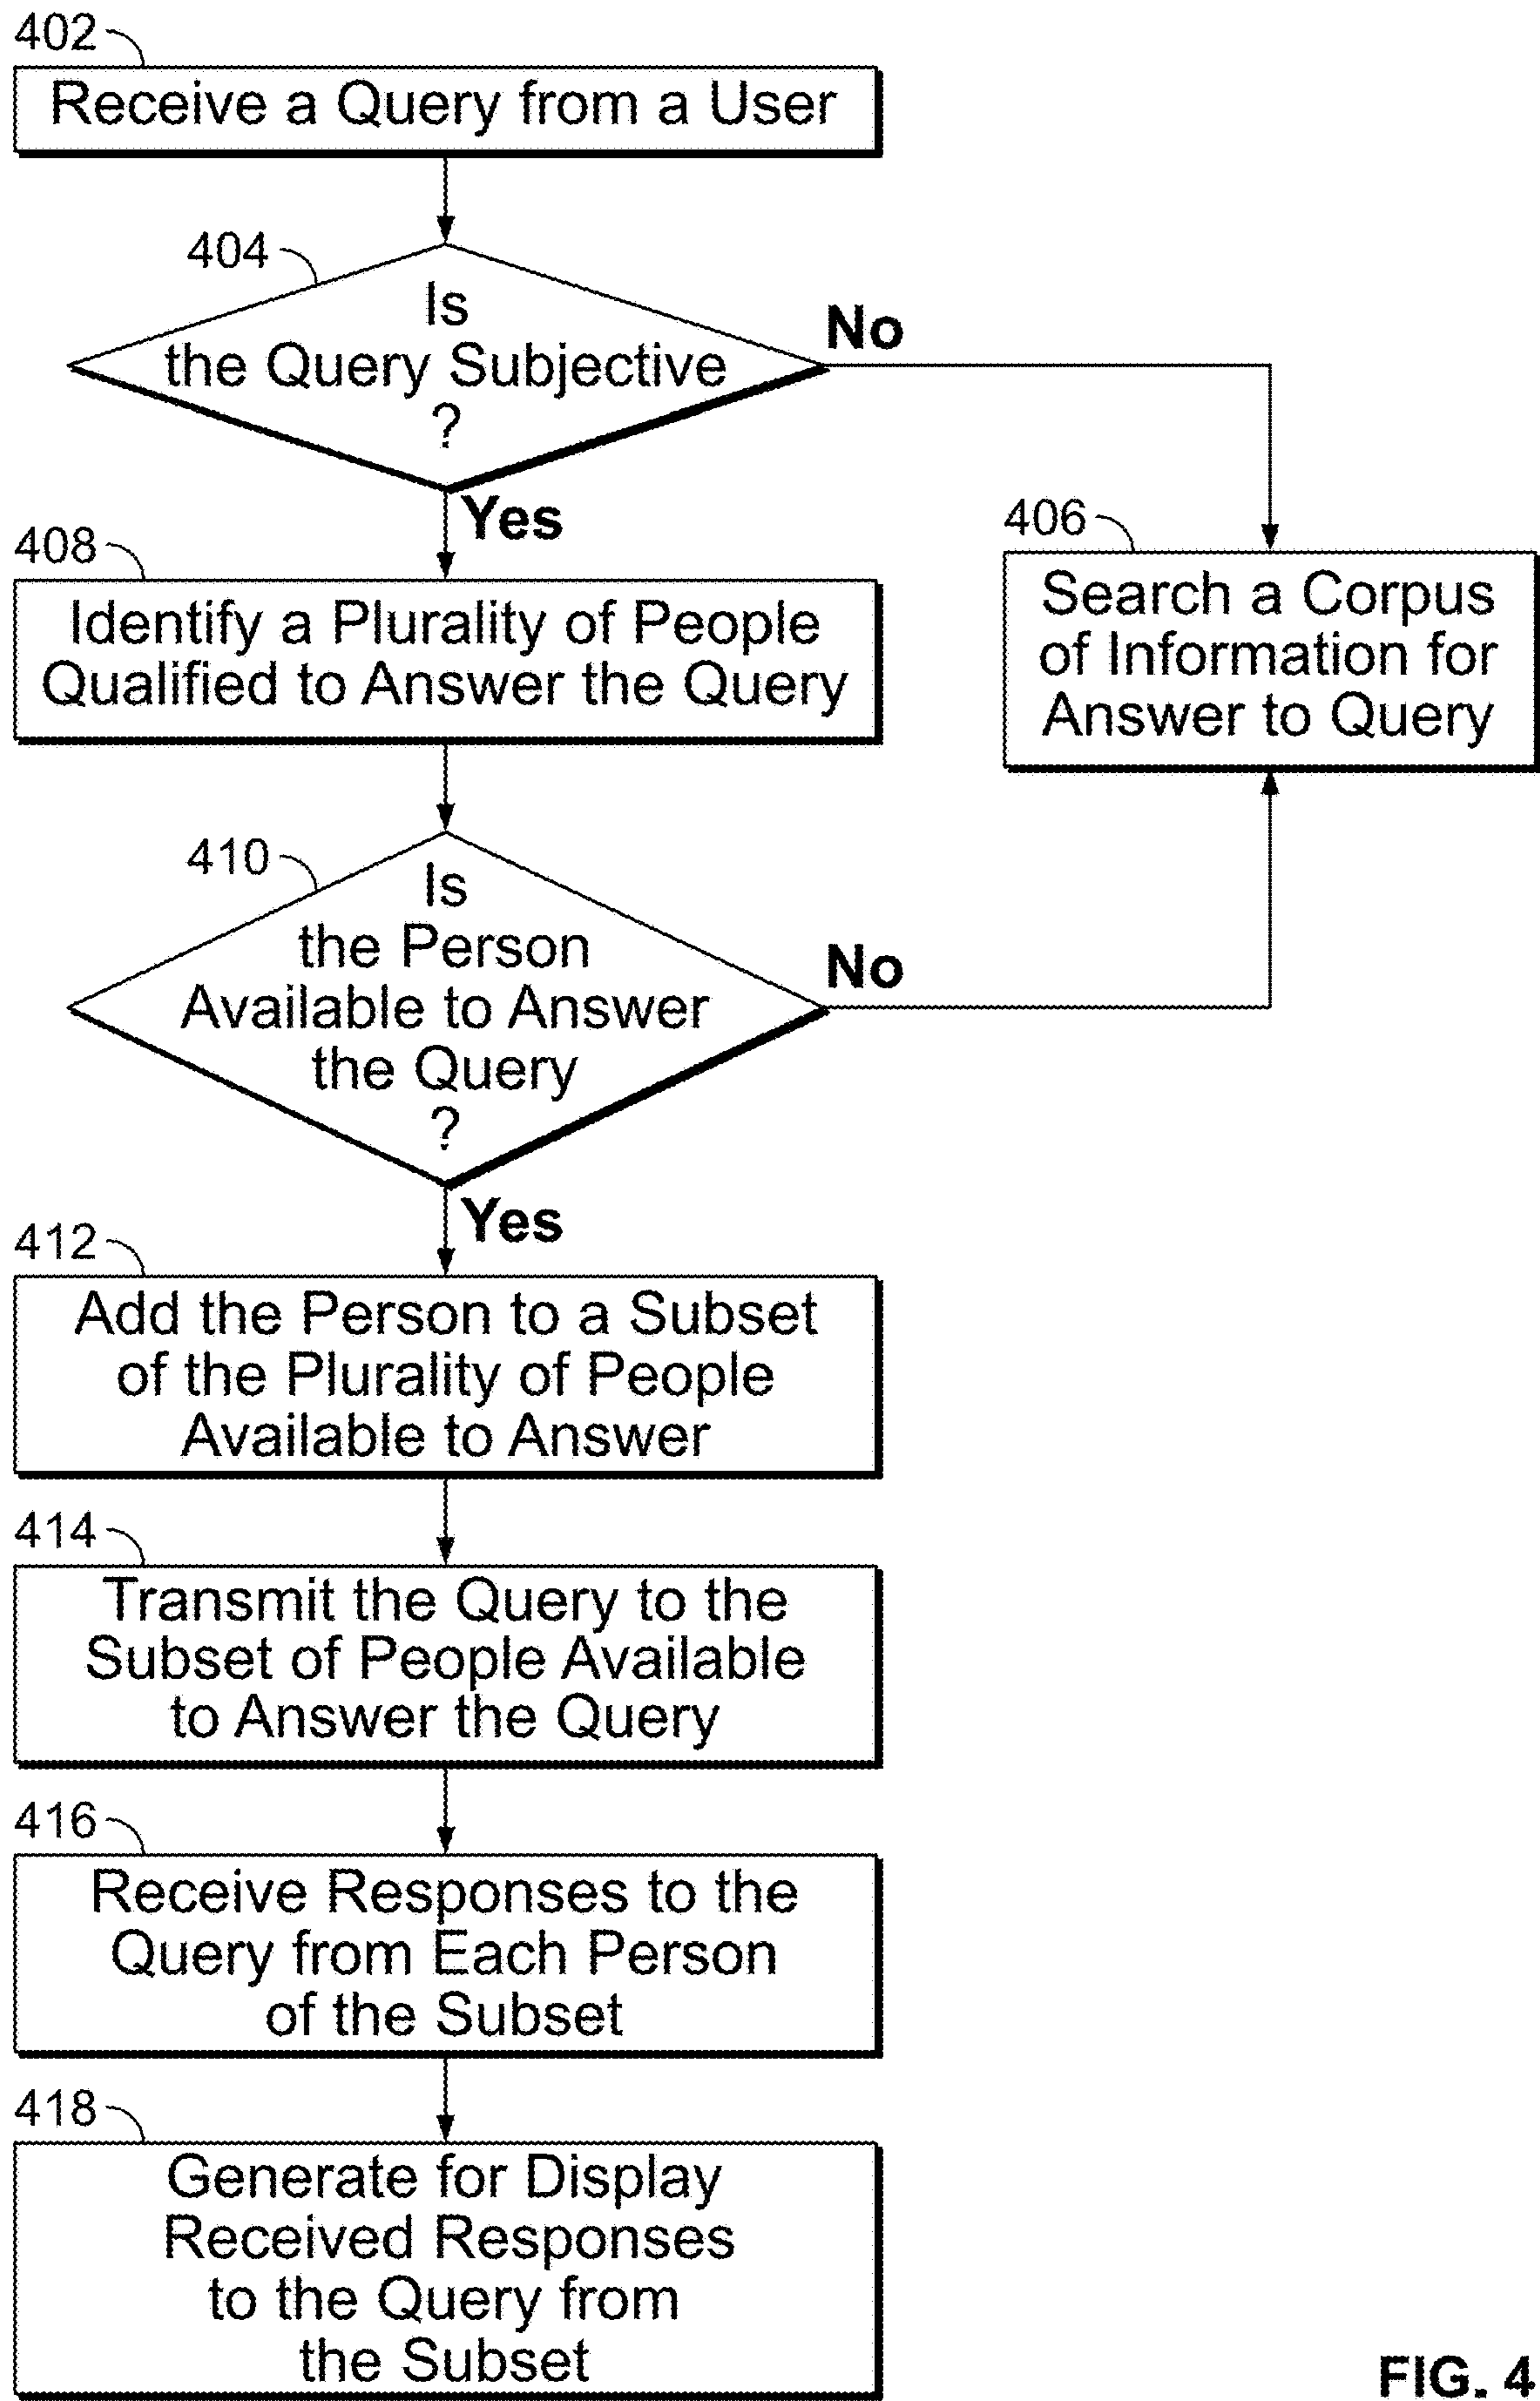 402
Receive a Query from a User
404
Is
the Query Subjective
?
No
Yes
406
Search a Corpus
of Information for
Answer to Query
408
Identify a Plurality of People
Qualified to Answer the Query
410
Is
the Person
Available to Answer
the Query
?
No
Yes
412
Add the Person to a Subset
of the Plurality of People
Available to Answer
414
Transmit the Query to the
Subset of People Available
to Answer the Query
416
Receive Responses to the
Query from Each Person
of the Subset
418
Generate for Display
Received Responses
to the Query from
the Subset
FIG. 4